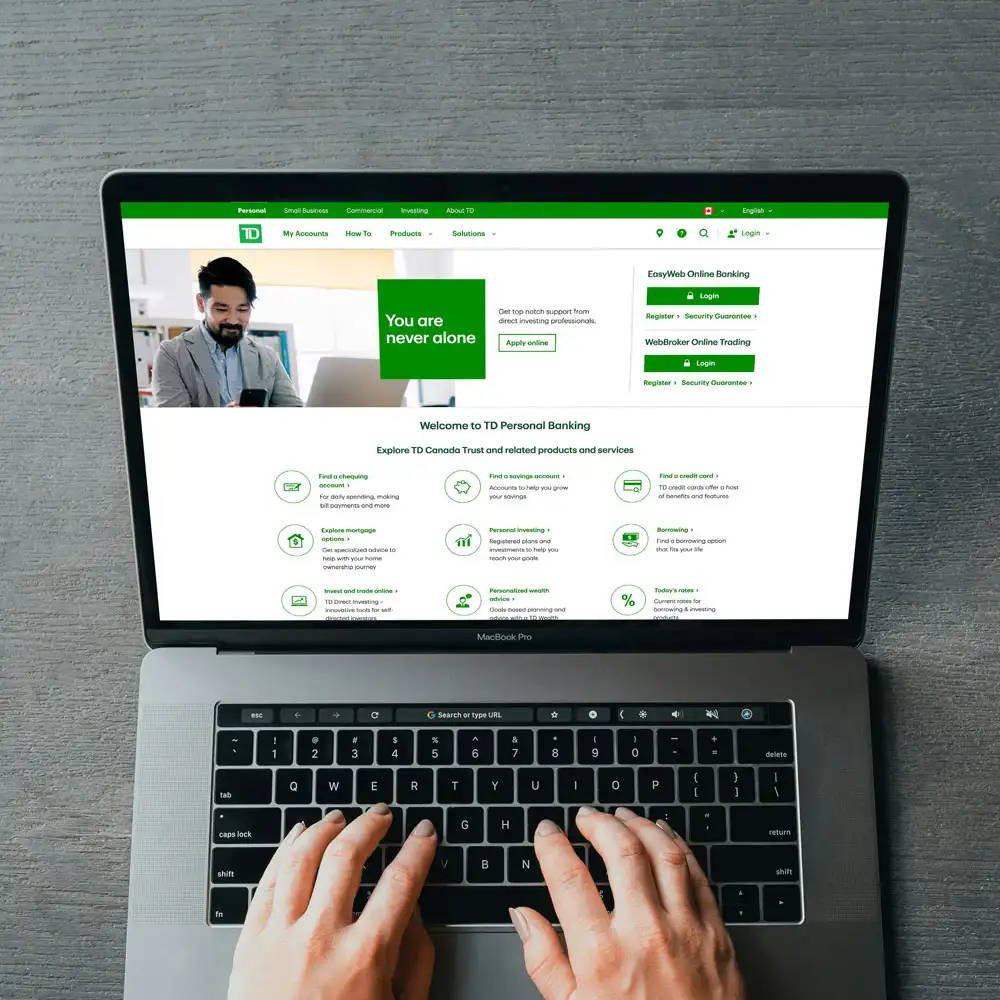 Personal Small Business Commercial Investing About TD English
TD My Accounts How To Products Solutions ? Login
You are
never alone
Get top notch support from
direct investing professionals.
Apply online
EasyWeb Online Banking
Login
Register › Security Guarantee ›
WebBroker Online Trading
Login
Register › Security Guarantee ›
Welcome to TD Personal Banking
Explore TD Canada Trust and related products and services
Find a chequing
account ›
For daily spending, making
bill payments and more
Find a savings account ›
Accounts to help you grow
your savings
Find a credit card ›
TD credit cards offer a host
of benefits and features
Explore mortgage
options ›
Get specialized advice to
help with your home
ownership journey
Personal investing ›
Registered plans and
investments to help you
reach your goals
Borrowing ›
Find a borrowing option
that fits your life
Invest and trade online ›
TD Direct Investing –
innovative tools for self-
directed investors
Personalized wealth
advice ›
Goals-based planning and
advice with a TD Wealth
Today's rates ›
Current rates for
borrowing & investing
products
MacBook Pro
esc ← → G Search or type URL
~ ! @ # $ % ^ & * ( ) — +
` 1 2 3 4 5 6 7 8 9 0 - = delete
tab Q W E R T Y U I O P { [ } ] | \
caps lock G H : " ' return
shift V B N shift
fn